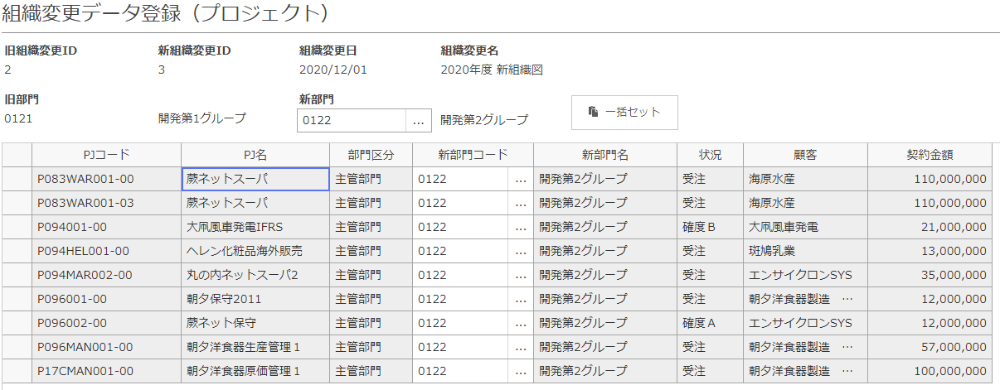 組織変更データ登録（プロジェクト）
旧組織変更ID 新組織変更ID 組織変更日 組織変更名
2 3 2020/12/01 2020年度 新組織図
旧部門 新部門
0121 開発第1グループ 0122 ... 開発第2グループ 一括セット
PJコード PJ名 部門区分 新部門コード 新部門名 状況 顧客 契約金額
P083WAR001-00 蕨ネットスーパ 主管部門 0122 ... 開発第2グループ 受注 海原水産 110,000,000
P083WAR001-03 蕨ネットスーパ 主管部門 0122 ... 開発第2グループ 受注 海原水産 110,000,000
P094001-00 大凧風車発電IFRS 主管部門 0122 ... 開発第2グループ 確度Ｂ 大凧風車発電 21,000,000
P094HEL001-00 ヘレン化粧品海外販売 主管部門 0122 ... 開発第2グループ 受注 斑鳩乳業 13,000,000
P094MAR002-00 丸の内ネットスーパ2 主管部門 0122 ... 開発第2グループ 受注 エンサイクロンSYS 35,000,000
P096001-00 朝夕保守2011 主管部門 0122 ... 開発第2グループ 受注 朝夕洋食器製造 … 12,000,000
P096002-00 蕨ネット保守 主管部門 0122 ... 開発第2グループ 確度Ａ エンサイクロンSYS 12,000,000
P096MAN001-00 朝夕洋食器生産管理１ 主管部門 0122 ... 開発第2グループ 受注 朝夕洋食器製造 … 57,000,000
P17CMAN001-00 朝夕洋食器原価管理１ 主管部門 0122 ... 開発第2グループ 受注 朝夕洋食器製造 … 100,000,000